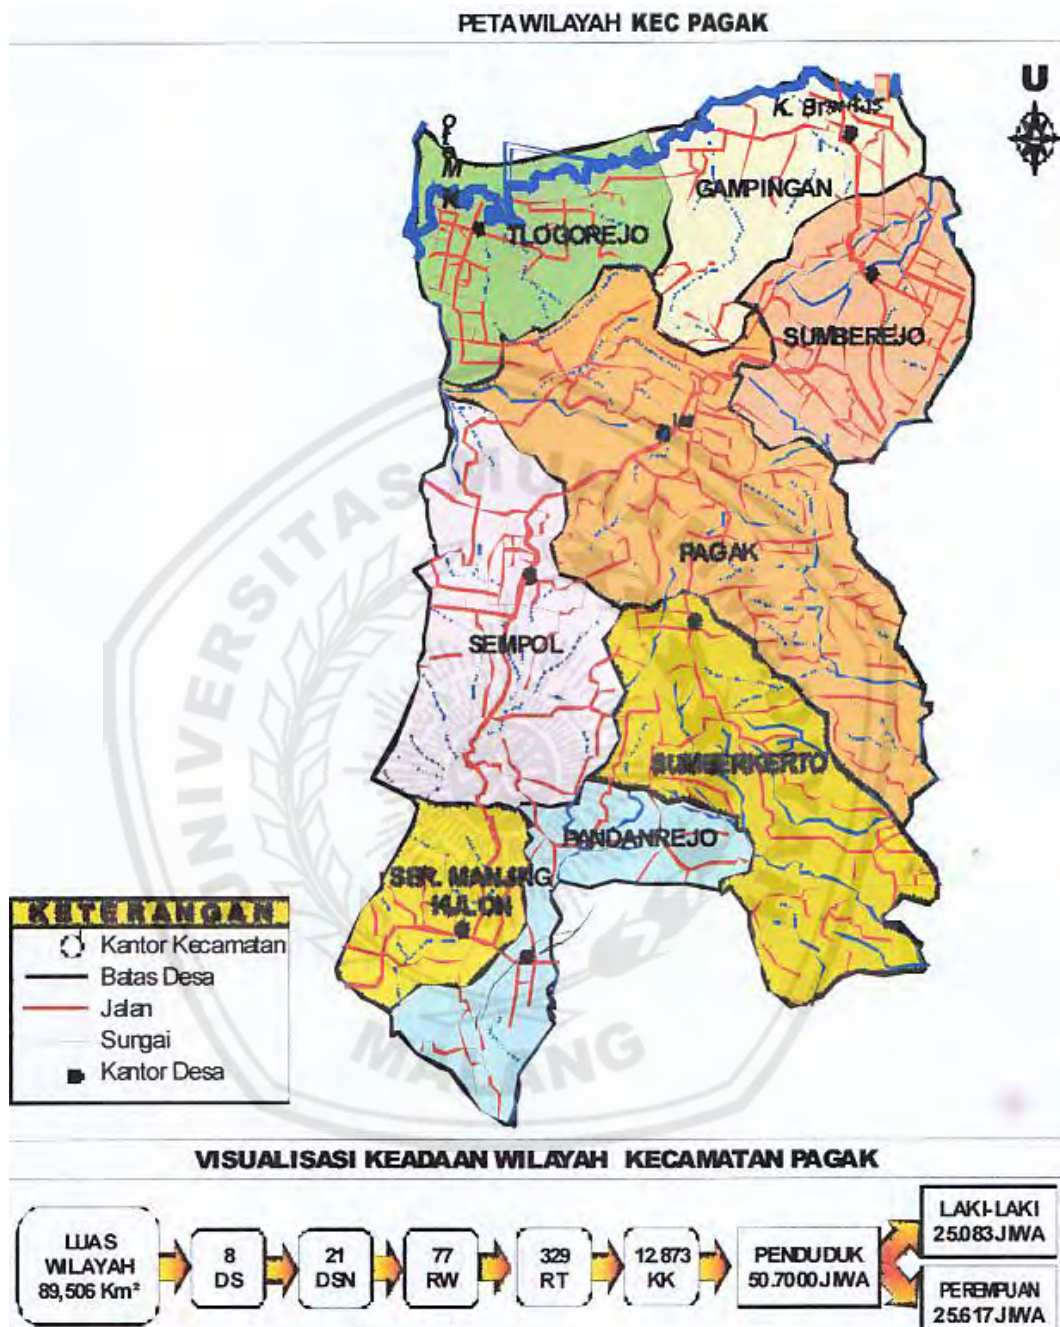 PETA WILAYAH KEC PAGAK
U
K. Brantas
GAMPINGAN
TLOGOREJO
SUMBEREJO
PAGAK
SEMPOL
SUMBERKERTO
PANDANREJO
SBR. MANJING
KULON
UNIVERSITAS MUHA
MALANG
KETERANGAN
Kantor Kecamatan
Batas Desa
Jalan
Sungai
Kantor Desa
VISUALISASI KEADAAN WILAYAH KECAMATAN PAGAK
LUAS
WILAYAH
89,506 Km²
8
DS
21
DSN
77
RW
329
RT
12.873
KK
PENDUDUK
50.7000 JIWA
LAKI-LAKI
25.083 JIWA
PEREMPUAN
25.617 JIWA